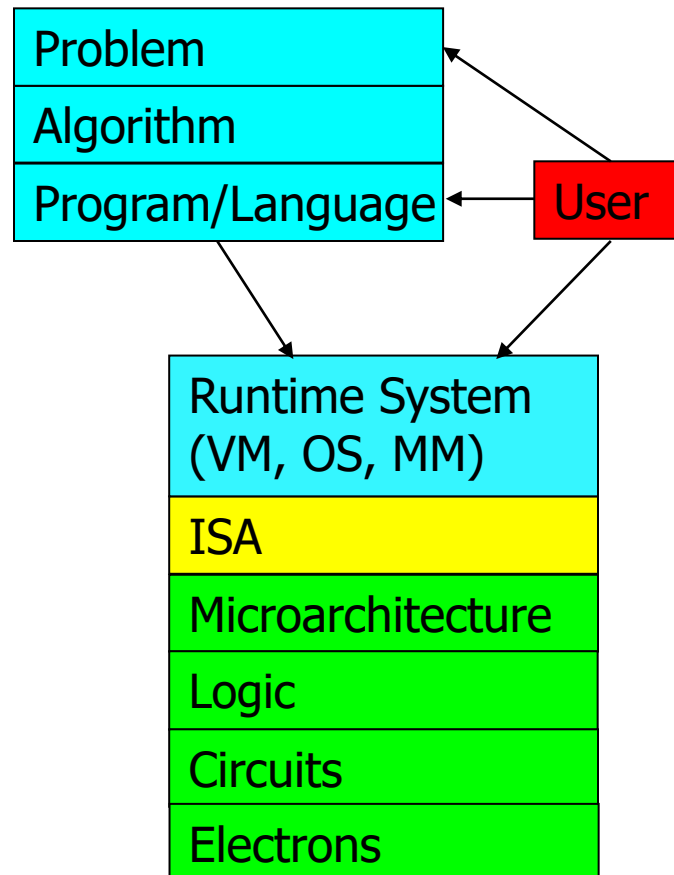 Problem
Algorithm
Program/Language
User
Runtime System
(VM, OS, MM)
ISA
Microarchitecture
Logic
Circuits
Electrons